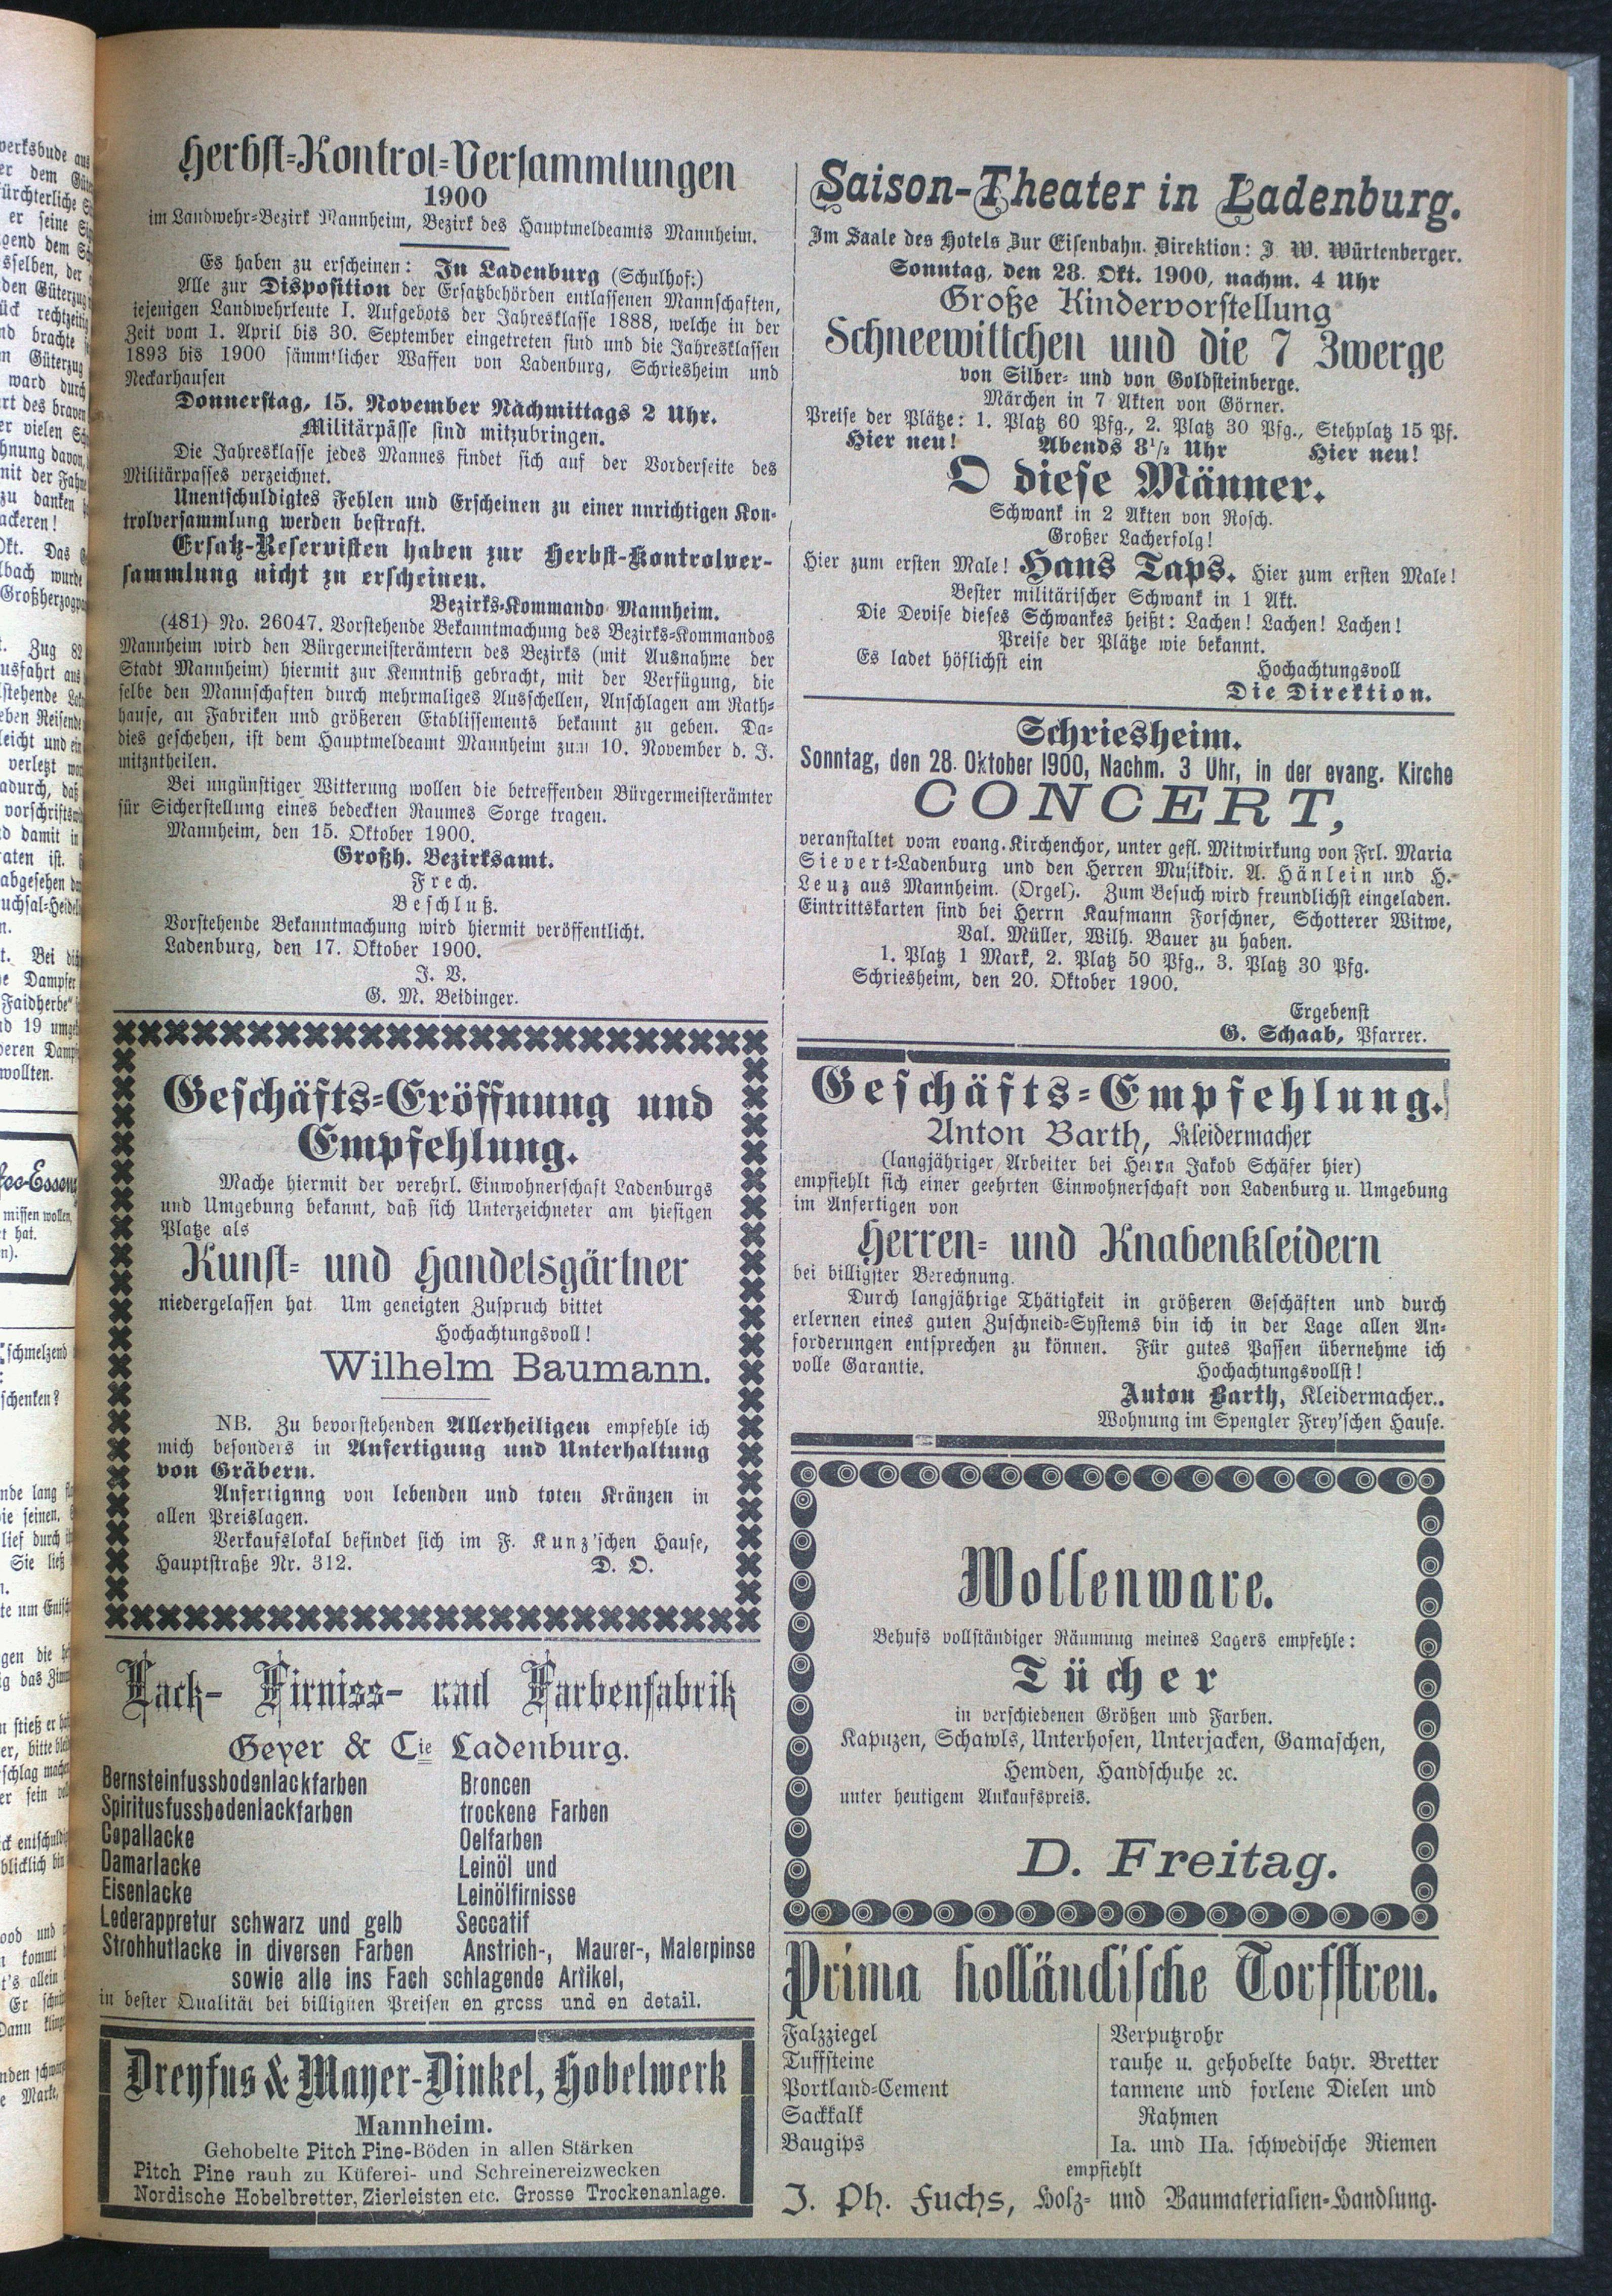 Herbst-Kontrol-Versammlungen
1900
im Landwehr-Bezirk Mannheim, Bezirk des Hauptmeldeamts Mannheim.
Es haben zu erscheinen: In Ladenburg (Schulhof:)
Alle zur Disposition der Ersatzbehörden entlassenen Mannschaften,
iejenigen Landwehrleute I. Aufgebots der Jahresklasse 1888, welche in der
Zeit vom 1. April bis 30. September eingetreten sind und die Jahresklassen
1893 bis 1900 sämmtlicher Waffen von Ladenburg, Schriesheim und
Neckarhausen
Donnerstag, 15. November Nachmittags 2 Uhr.
Militärpässe sind mitzubringen.
Die Jahresklasse jedes Mannes findet sich auf der Vorderseite des
Militärpasses verzeichnet.
Unentschuldigtes Fehlen und Erscheinen zu einer unrichtigen Kon-
trolversammlung werden bestraft.
Ersatz-Reservisten haben zur Herbst-Kontrolver-
sammlung nicht zu erscheinen.
Bezirks-Kommando Mannheim.
(481) No. 26047. Vorstehende Bekanntmachung des Bezirks-Kommandos
Mannheim wird den Bürgermeisterämtern des Bezirks (mit Ausnahme der
Stadt Mannheim) hiermit zur Kenntniß gebracht, mit der Verfügung, die
selbe den Mannschaften durch mehrmaliges Ausschellen, Anschlagen am Rath-
hause, an Fabriken und größeren Etablissements bekannt zu geben. Da-
dies geschehen, ist dem Hauptmeldeamt Mannheim zum 10. November d. J.
mitzutheilen.
Bei ungünstiger Witterung wollen die betreffenden Bürgermeisterämter
für Sicherstellung eines bedeckten Raumes Sorge tragen.
Mannheim, den 15. Oktober 1900.
Großh. Bezirksamt.
Frech.
Beschluß.
Vorstehende Bekanntmachung wird hiermit veröffentlicht.
Ladenburg, den 17. Oktober 1900.
J. V.
G. M. Beidinger.
Geschäfts-Eröffnung und
Empfehlung.
Mache hiermit der verehrl. Einwohnerschaft Ladenburgs
und Umgebung bekannt, daß sich Unterzeichneter am hiesigen
Platze als
Kunst- und Handelsgärtner
niedergelassen hat Um geneigten Zuspruch bittet
Hochachtungsvoll!
Wilhelm Baumann.
NB. Zu bevorstehenden Allerheiligen empfehle ich
mich besonders in Anfertigung und Unterhaltung
von Gräbern.
Anfertigung von lebenden und toten Kränzen in
allen Preislagen.
Verkaufslokal befindet sich im F. Kunz'schen Hause,
Hauptstraße Nr. 312. D. O.
Lack- Firniss- und Farbenfabrik
Geyer & Cie Ladenburg.
Bernsteinfussbodenlackfarben Broncen
Spiritusfussbodenlackfarben trockene Farben
Copallacke Oelfarben
Damarlacke Leinöl und
Eisenlacke Leinölfirnisse
Lederappretur schwarz und gelb Seccatif
Strohhutlacke in diversen Farben Anstrich-, Maurer-, Malerpinse
sowie alle ins Fach schlagende Artikel,
in bester Qualität bei billigsten Preisen en gross und en detail.
Dreyfus & Mayer-Dinkel, Hobelwerk
Mannheim.
Gehobelte Pitch Pine-Böden in allen Stärken
Pitch Pine rauh zu Küferei- und Schreinereizwecken
Nordische Hobelbretter, Zierleisten etc. Grosse Trockenanlage.
Saison-Theater in Ladenburg.
Im Saale des Hotels Zur Eisenbahn. Direktion: J. W. Würtenberger.
Sonntag, den 28. Okt. 1900, nachm. 4 Uhr
Große Kindervorstellung
Schneewittchen und die 7 Zwerge
von Silber- und von Goldsteinberge.
Märchen in 7 Akten von Görner.
Preise der Plätze: 1. Platz 60 Pfg., 2. Platz 30 Pfg., Stehplatz 15 Pf.
Hier neu! Abends 8½ Uhr Hier neu!
O diese Männer.
Schwank in 2 Akten von Rosch.
Großer Lacherfolg!
Hier zum ersten Male! Hans Taps. Hier zum ersten Male!
Bester militärischer Schwank in 1 Akt.
Die Devise dieses Schwankes heißt: Lachen! Lachen! Lachen!
Preise der Plätze wie bekannt.
Es ladet höflichst ein Hochachtungsvoll
Die Direktion.
Schriesheim.
Sonntag, den 28. Oktober 1900, Nachm. 3 Uhr, in der evang. Kirche
CONCERT,
veranstaltet vom evang. Kirchenchor, unter gefl. Mitwirkung von Frl. Maria
Sievert-Ladenburg und den Herren Musikdir. A. Hänlein und H.
Leuz aus Mannheim. (Orgel). Zum Besuch wird freundlichst eingeladen.
Eintrittskarten sind bei Herrn Kaufmann Forschner, Schotterer Witwe,
Val. Müller, Wilh. Bauer zu haben.
1. Platz 1 Mark, 2. Platz 50 Pfg., 3. Platz 30 Pfg.
Schriesheim, den 20. Oktober 1900.
Ergebenst
G. Schaab, Pfarrer.
Geschäfts-Empfehlung.
Anton Barth, Kleidermacher
(langjähriger Arbeiter bei Herrn Jakob Schäfer hier)
empfiehlt sich einer geehrten Einwohnerschaft von Ladenburg u. Umgebung
im Anfertigen von
Herren- und Knabenkleidern
bei billigster Berechnung.
Durch langjährige Thätigkeit in größeren Geschäften und durch
erlernen eines guten Zuschneid-Systems bin ich in der Lage allen An-
forderungen entsprechen zu können. Für gutes Passen übernehme ich
volle Garantie. Hochachtungsvollst!
Anton Barth, Kleidermacher..
Wohnung im Spengler Frey'schen Hause.
Wollenware.
Behufs vollständiger Räumung meines Lagers empfehle:
Tücher
in verschiedenen Größen und Farben.
Kapuzen, Schawls, Unterhosen, Unterjacken, Gamaschen,
Hemden, Handschuhe ꝛc.
unter heutigem Ankaufspreis.
D. Freitag.
Prima holländische Torfstreu.
Falzziegel Verputzrohr
Tuffsteine rauhe u. gehobelte bayr. Bretter
Portland-Cement tannene und forlene Dielen und
Sackkalk Rahmen
Baugips Ia. und IIa. schwedische Riemen
empfiehlt
J. Ph. Fuchs, Holz- und Baumaterialien-Handlung.